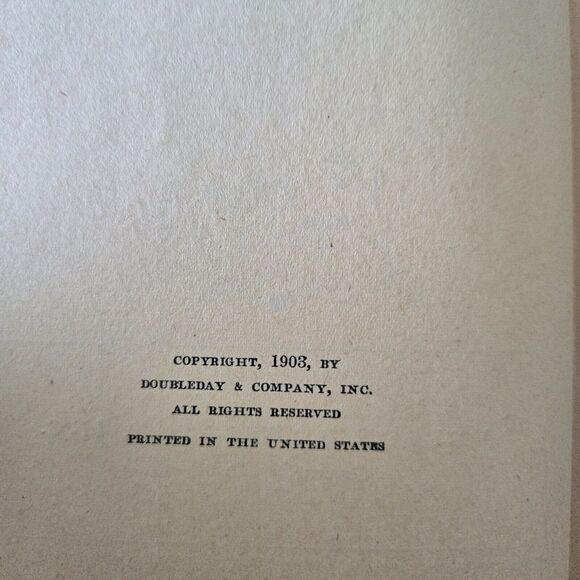 COPYRIGHT, 1903, BY
DOUBLEDAY & COMPANY, INC.
ALL RIGHTS RESERVED
PRINTED IN THE UNITED STATES